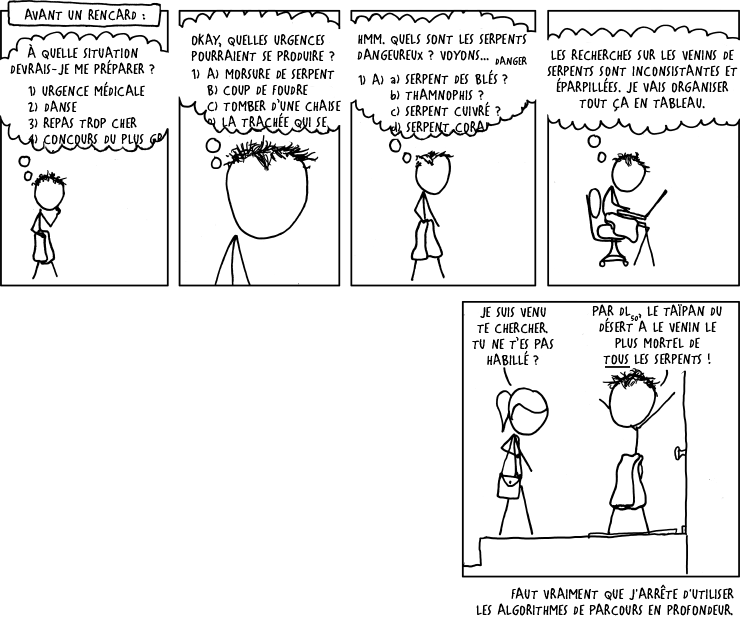 AVANT UN RENCARD :
À QUELLE SITUATION
DEVRAIS-JE ME PRÉPARER ?
1) URGENCE MÉDICALE
2) DANSE
3) REPAS TROP CHER
4) CONCOURS DU PLUS GR
OKAY, QUELLES URGENCES
POURRAIENT SE PRODUIRE ?
1) A) MORSURE DE SERPENT
B) COUP DE FOUDRE
C) TOMBER D'UNE CHAISE
D) LA TRACHÉE QUI SE
HMM. QUELS SONT LES SERPENTS
DANGEUREUX ? VOYONS... DANGER
1) A) a) SERPENT DES BLÉS ?
b) THAMNOPHIS ?
c) SERPENT CUIVRÉ ?
d) SERPENT CORA
LES RECHERCHES SUR LES VENINS DE
SERPENTS SONT INCONSISTANTES ET
ÉPARPILLÉES. JE VAIS ORGANISER
TOUT ÇA EN TABLEAU.
JE SUIS VENU
TE CHERCHER.
TU NE T'ES PAS
HABILLÉ ?
PAR DL50, LE TAÏPAN DU
DÉSERT A LE VENIN LE
PLUS MORTEL DE
TOUS LES SERPENTS !
FAUT VRAIMENT QUE J'ARRÊTE D'UTILISER
LES ALGORITHMES DE PARCOURS EN PROFONDEUR.